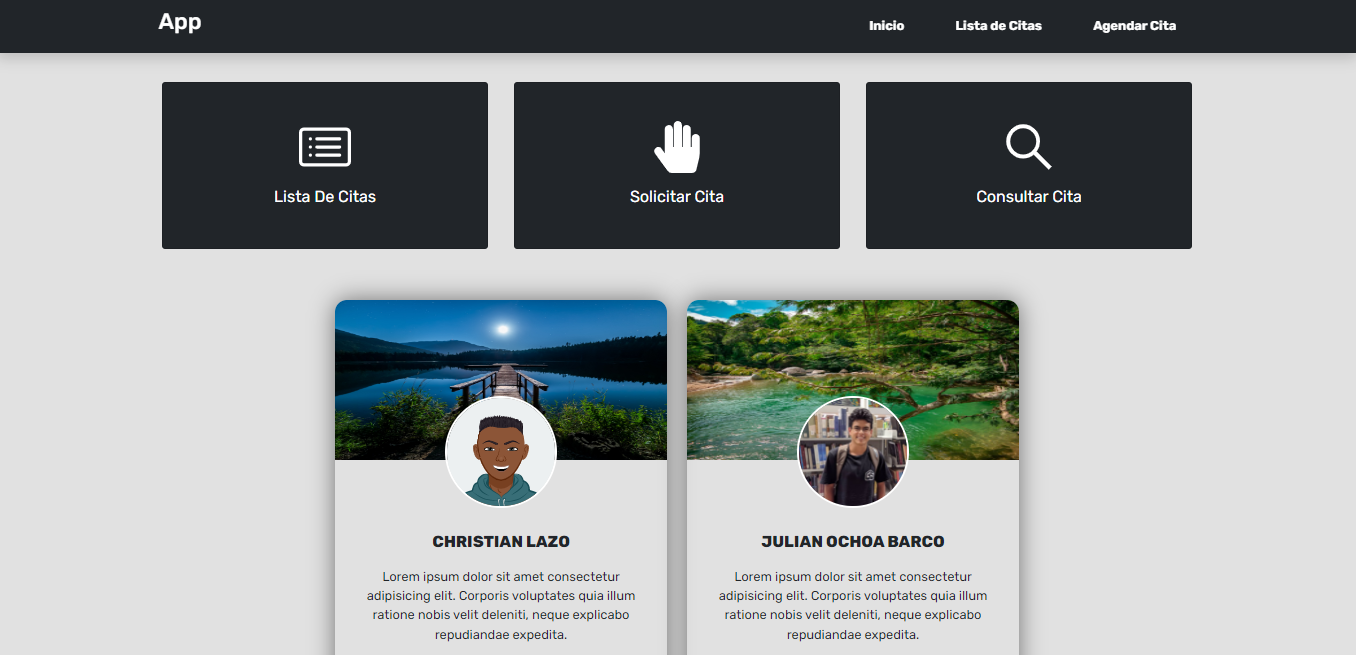 App
Inicio
Lista de Citas
Agendar Cita
Lista De Citas
Solicitar Cita
Consultar Cita
CHRISTIAN LAZO
Lorem ipsum dolor sit amet consectetur
adipisicing elit. Corporis voluptates quia illum
ratione nobis velit deleniti, neque explicabo
repudiandae expedita.
JULIAN OCHOA BARCO
Lorem ipsum dolor sit amet consectetur
adipisicing elit. Corporis voluptates quia illum
ratione nobis velit deleniti, neque explicabo
repudiandae expedita.